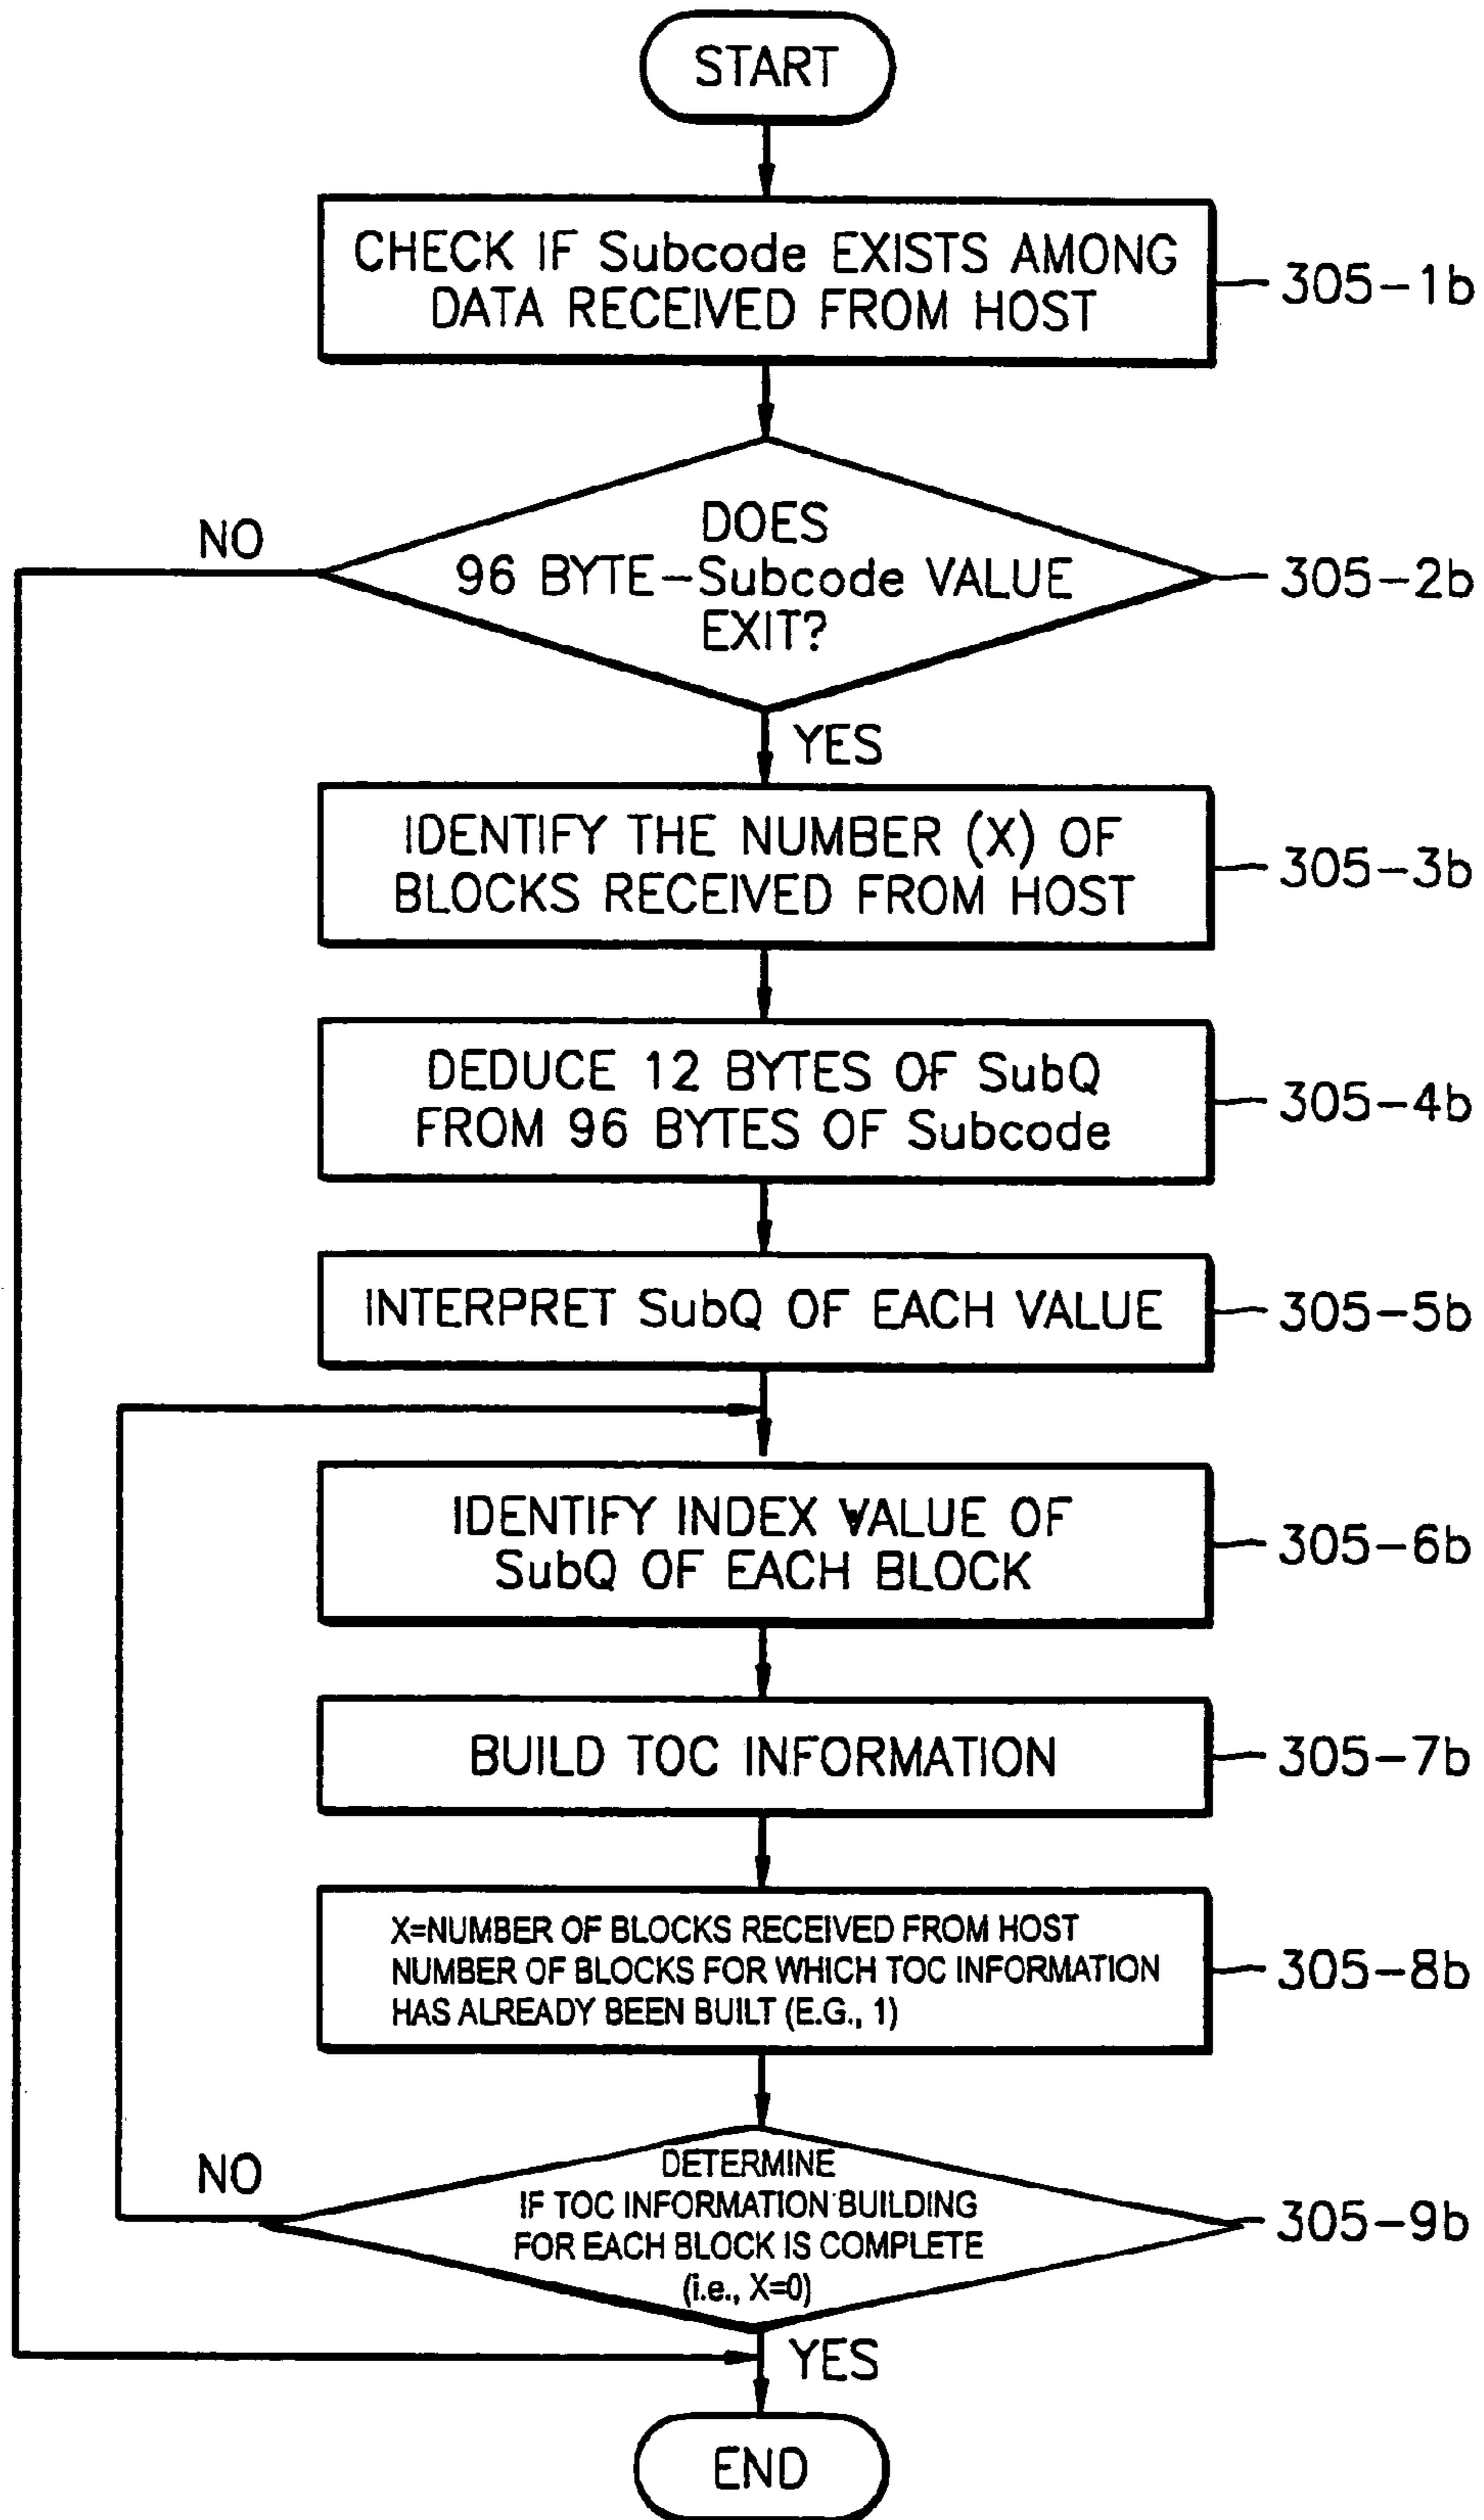 START
CHECK IF Subcode EXISTS AMONG
DATA RECEIVED FROM HOST
305-1b
DOES
96 BYTE-Subcode VALUE
EXIT?
305-2b
NO
YES
IDENTIFY THE NUMBER (X) OF
BLOCKS RECEIVED FROM HOST
305-3b
DEDUCE 12 BYTES OF SubQ
FROM 96 BYTES OF Subcode
305-4b
INTERPRET SubQ OF EACH VALUE
305-5b
IDENTIFY INDEX VALUE OF
SubQ OF EACH BLOCK
305-6b
BUILD TOC INFORMATION
305-7b
X=NUMBER OF BLOCKS RECEIVED FROM HOST
NUMBER OF BLOCKS FOR WHICH TOC INFORMATION
HAS ALREADY BEEN BUILT (E.G., 1)
305-8b
DETERMINE
IF TOC INFORMATION BUILDING
FOR EACH BLOCK IS COMPLETE
(i.e., X=0)
305-9b
NO
YES
END